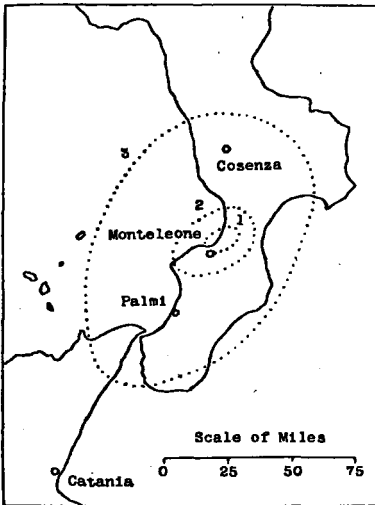 3
Cosenza
2
1
Monteleone
Palmi
Scale of Miles
0 25 50 75
Catania